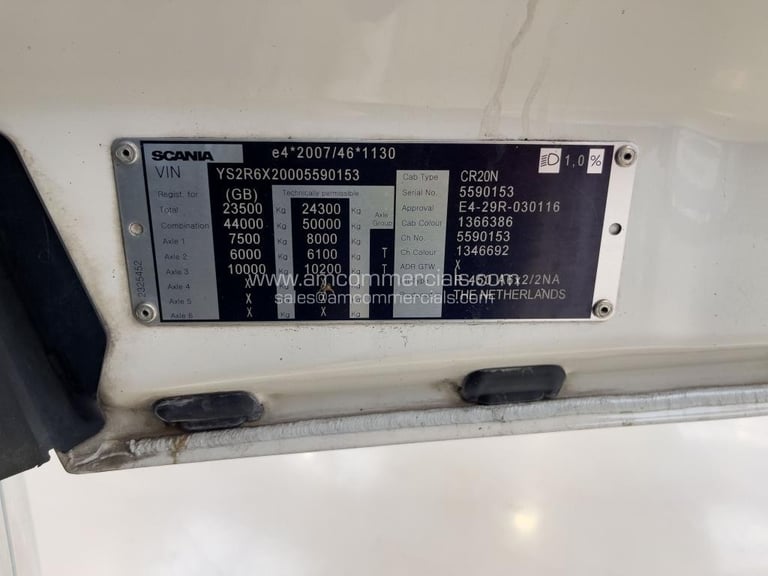 SCANIA e4*2007/46*1130 1,0 %
VIN YS2R6X20005590153
Regist. for (GB) Technically permissible
Total 23500 Kg 24300 Kg
Combination 44000 Kg 50000 Kg Axle Group
Axle 1 7500 Kg 8000 Kg
Axle 2 6000 Kg 6100 Kg T
Axle 3 10000 Kg 10200 Kg T
Axle 4 X
Axle 5 X Kg X Kg
Axle 6 X Kg X Kg
Cab Type CR20N
Serial No. 5590153
Approval E4-29R-030116
Cab Colour 1366386
Ch No. 5590153
Ch Colour 1346692
ADR GTW X
A6x2/2NA
THE NETHERLANDS
2325452
www.amcommercials.com
sales@amcommercials.com